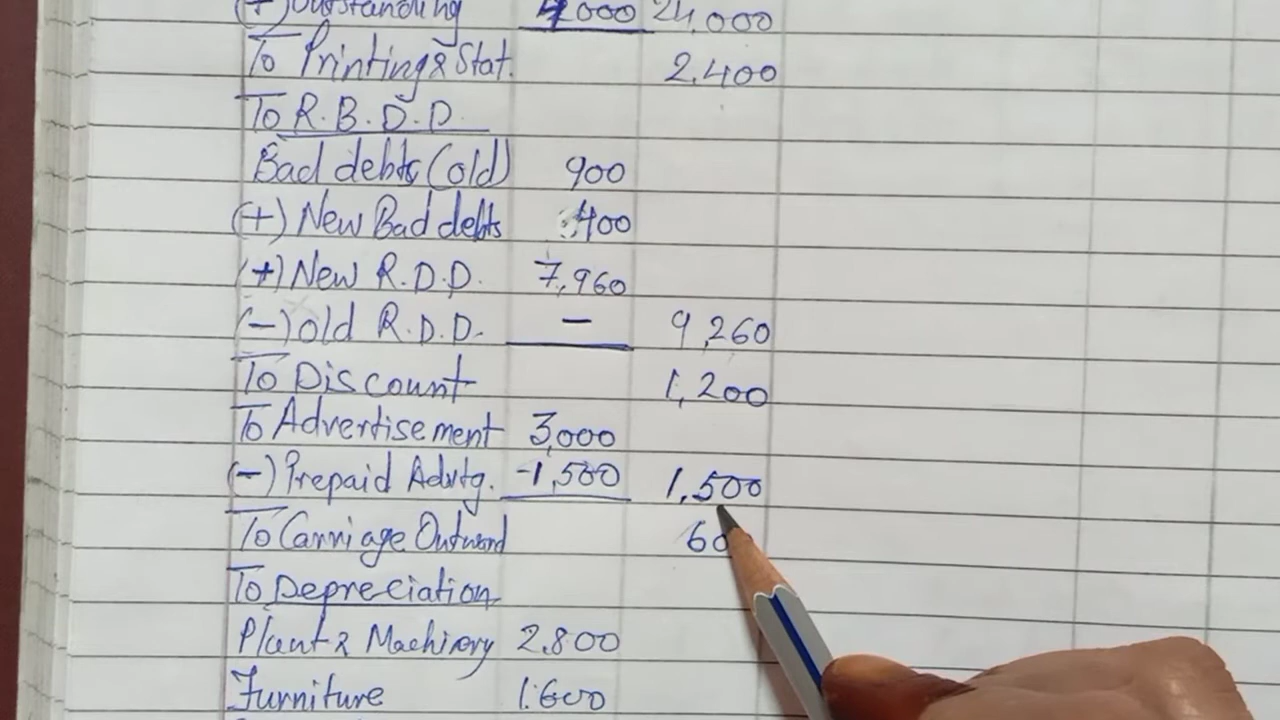 (+) Outstanding 4000 24,000
To Printing & Stat. 2,400
To R.B.D.D.
Bad debts (old) 900
(+) New Bad debts 400
(+) New R.D.D. 7,960
(-) old R.D.D. — 9,260
To Discount 1,200
To Advertisement 3,000
(-) Prepaid Advtg. -1,500 1,500
To Carriage Outward
To Depreciation
Plant & Machinery 2,800
Furniture 1,600